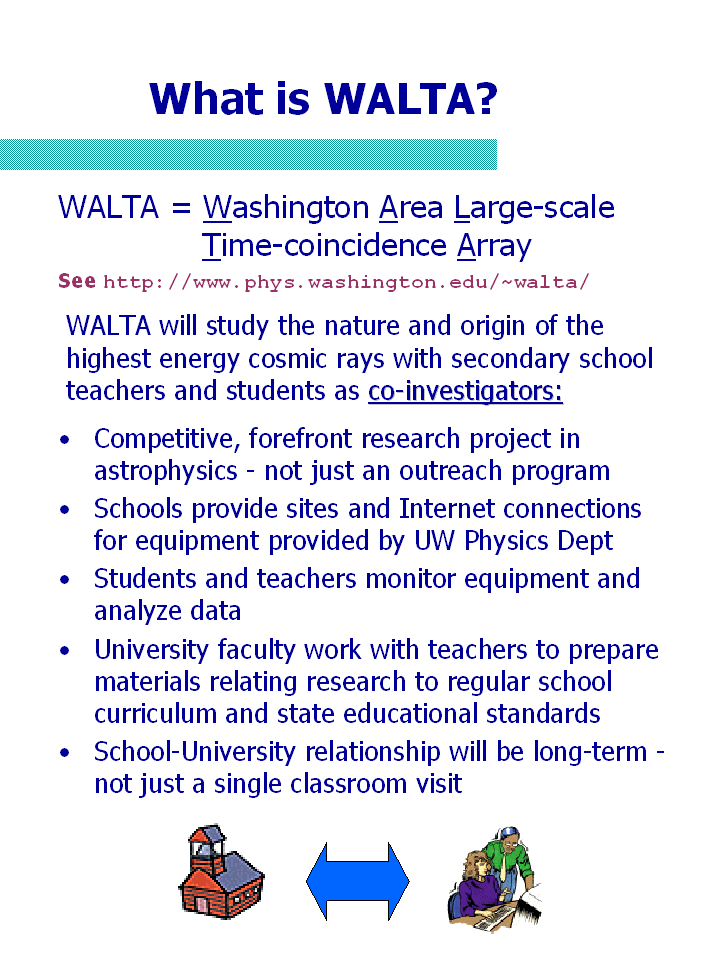 What is WALTA?
WALTA = Washington Area Large-scale
Time-coincidence Array
See http://www.phys.washington.edu/~walta/
WALTA will study the nature and origin of the
highest energy cosmic rays with secondary school
teachers and students as co-investigators:
• Competitive, forefront research project in
astrophysics - not just an outreach program
• Schools provide sites and Internet connections
for equipment provided by UW Physics Dept
• Students and teachers monitor equipment and
analyze data
• University faculty work with teachers to prepare
materials relating research to regular school
curriculum and state educational standards
• School-University relationship will be long-term -
not just a single classroom visit